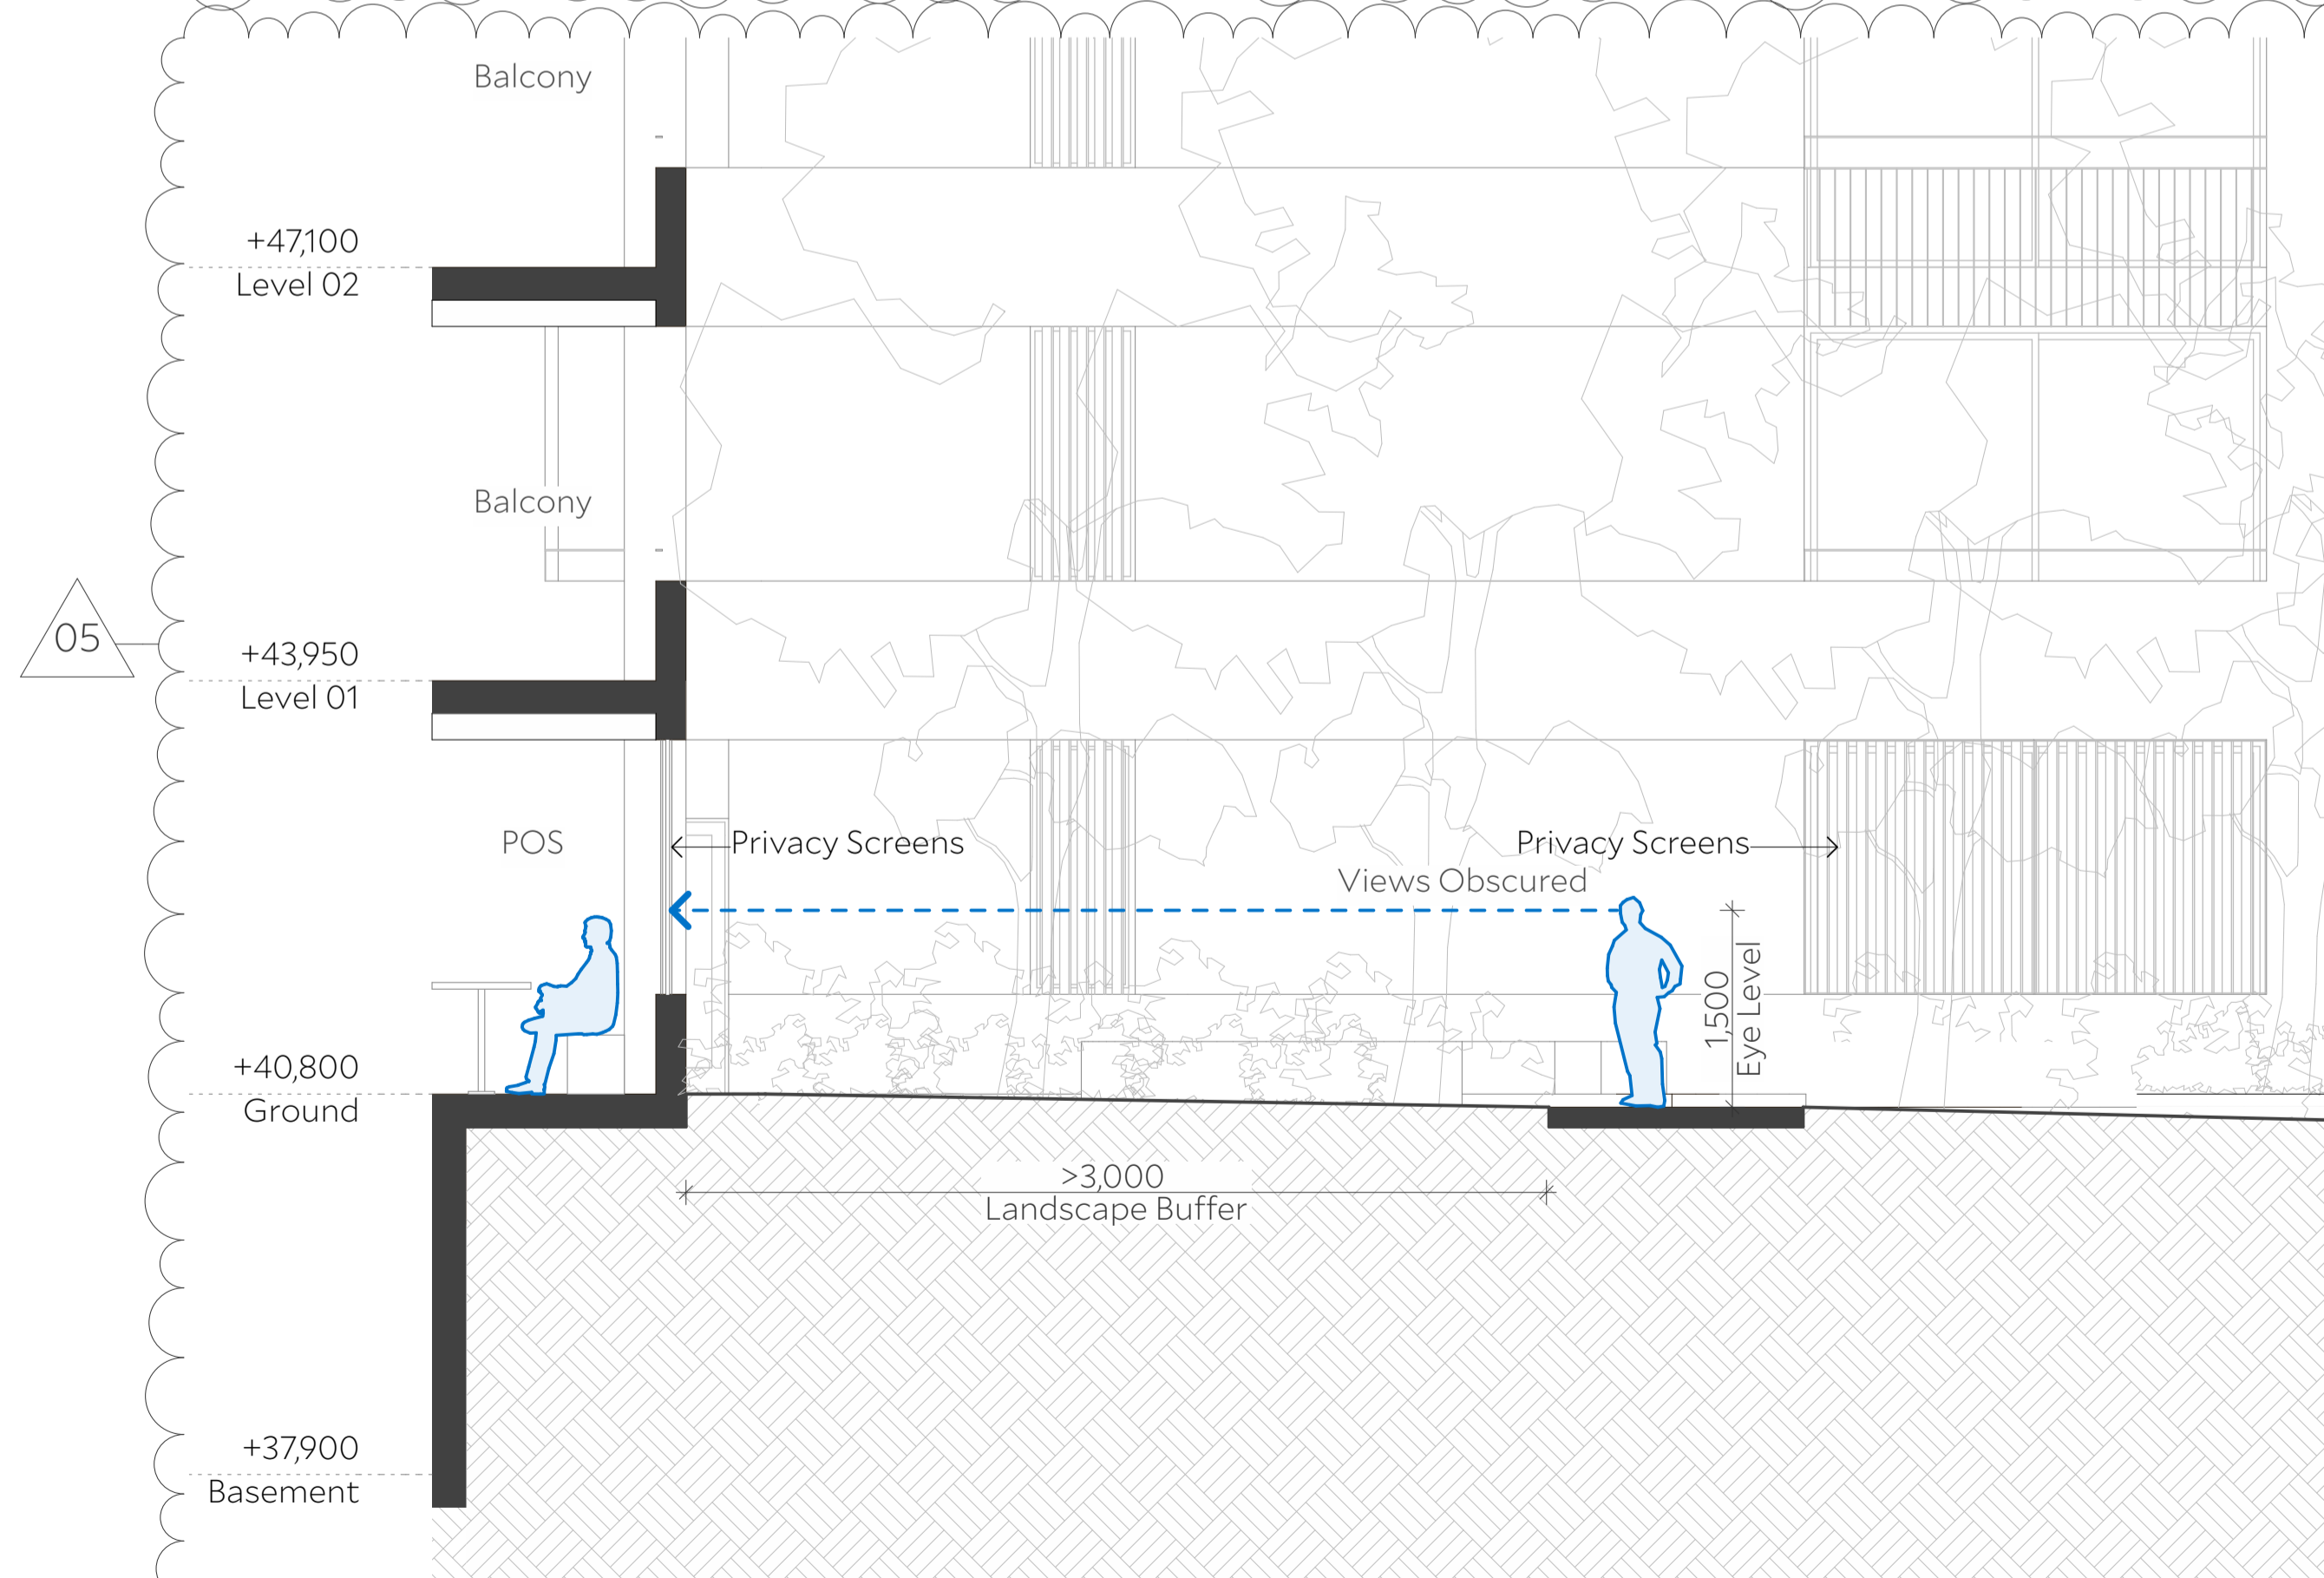 Balcony
+47,100
Level 02
Balcony
05
+43,950
Level 01
POS
Privacy Screens
Privacy Screens
Views Obscured
1,500
Eye Level
+40,800
Ground
>3,000
Landscape Buffer
+37,900
Basement